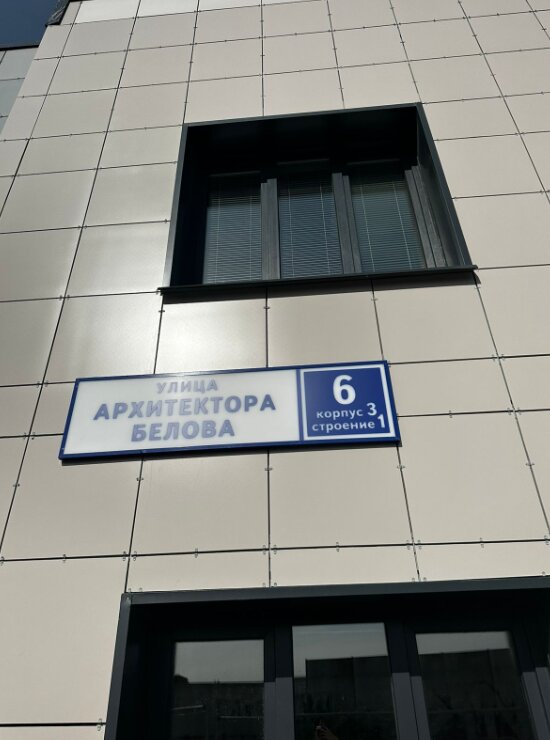 УЛИЦА
АРХИТЕКТОРА
БЕЛОВА
6
корпус 3
строение 1